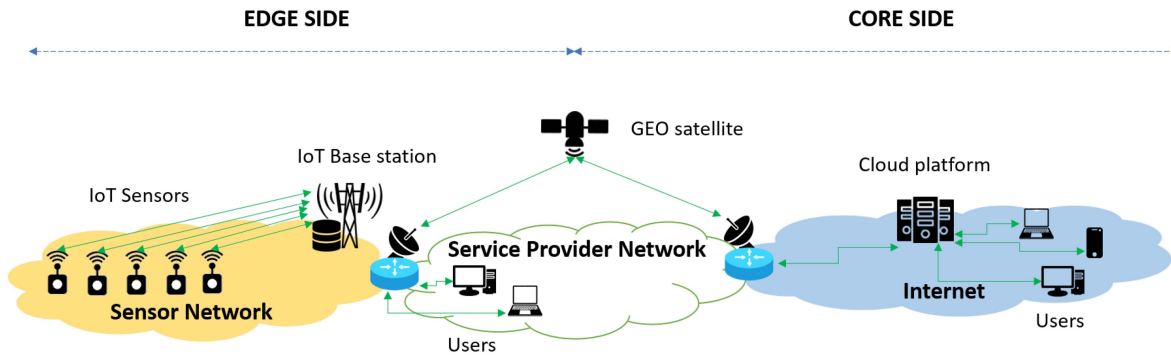 EDGE SIDE
CORE SIDE
GEO satellite
IoT Base station
Cloud platform
IoT Sensors
Service Provider Network
Sensor Network
Internet
Users
Users